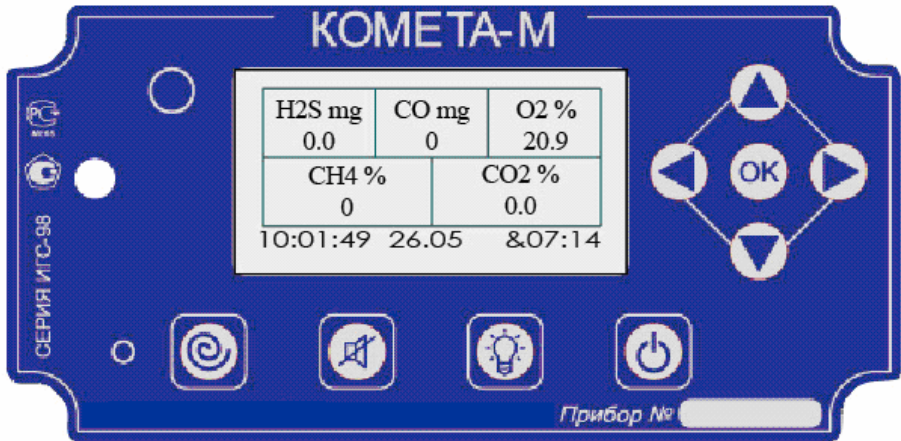 КОМЕТА-М
H2S mg CO mg O2 %
0.0 0 20.9
CH4 % CO2 %
0 0.0
10:01:49 26.05 &07:14
OK
СЕРИЯ ИГС-98
Прибор №